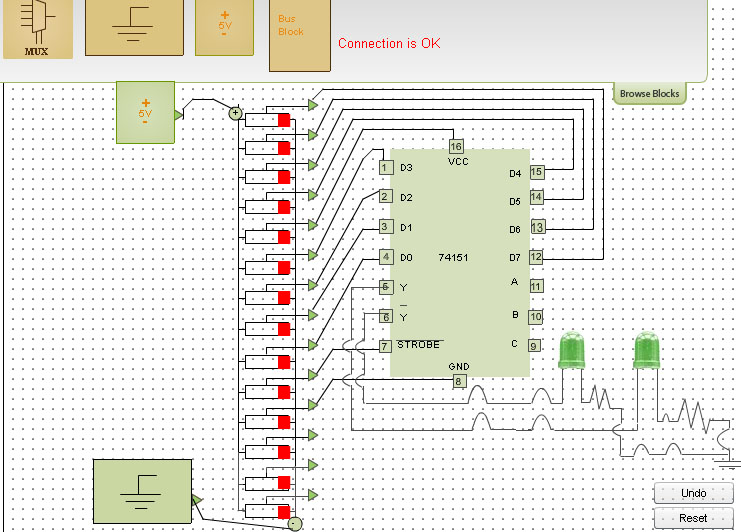 MUX
+
5V
-
Bus
Block
Connection is OK
Browse Blocks
+
5V
-
+
16
VCC
1 D3 D4 15
2 D2 D5 14
3 D1 D6 13
4 D0 74151 D7 12
5 Y A 11
6 Y B 10
7 STROBE C 9
GND
8
-
Undo
Reset